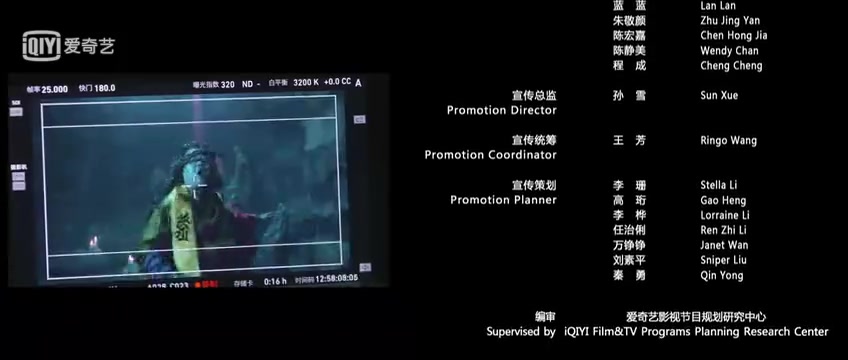 iQIYI 爱奇艺
帧率 25.000 快门 180.0 曝光指数 320 ND - 白平衡 3200 K +0.0 CC A
存储卡 0:16 h 时间码 12:58:08:05
蓝 蓝 Lan Lan
朱敬颜 Zhu Jing Yan
陈宏嘉 Chen Hong Jia
陈静美 Wendy Chan
程 成 Cheng Cheng
宣传总监 孙 雪 Sun Xue
Promotion Director
宣传统筹 王 芳 Ringo Wang
Promotion Coordinator
宣传策划 李 珊 Stella Li
Promotion Planner 高 珩 Gao Heng
李 桦 Lorraine Li
任治俐 Ren Zhi Li
万铮铮 Janet Wan
刘素平 Sniper Liu
秦 勇 Qin Yong
编审 爱奇艺影视节目规划研究中心
Supervised by iQIYI Film&TV Programs Planning Research Center